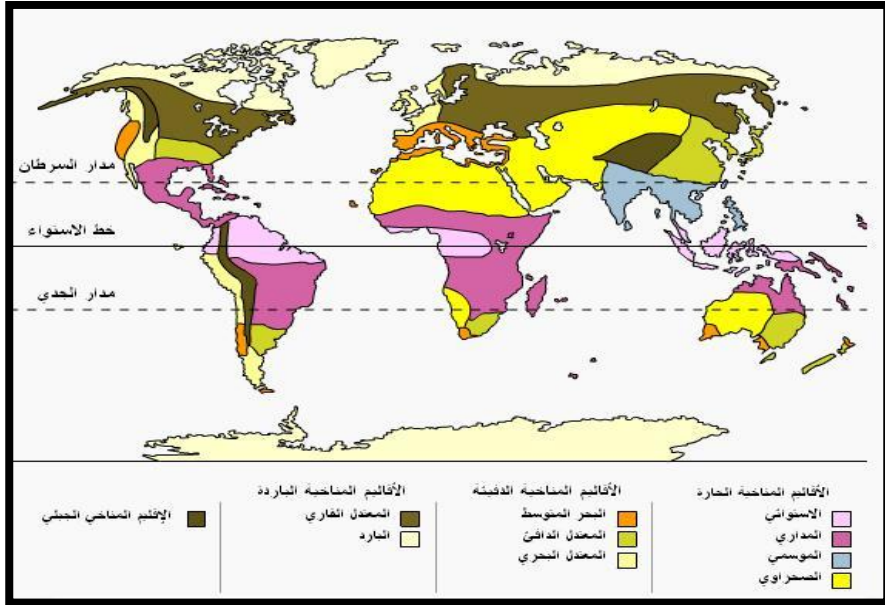 مدار السرطان
خط الاستواء
مدار الجدي
الأقاليم المناخية الحارة
الاستوائي
المداري
الموسمي
الصحراوي
الأقاليم المناخية الدفيئة
البحر المتوسط
المعتدل الدافئ
المعتدل البحري
الأقاليم المناخية الباردة
المعتدل القاري
البارد
الإقليم المناخي الجبلي